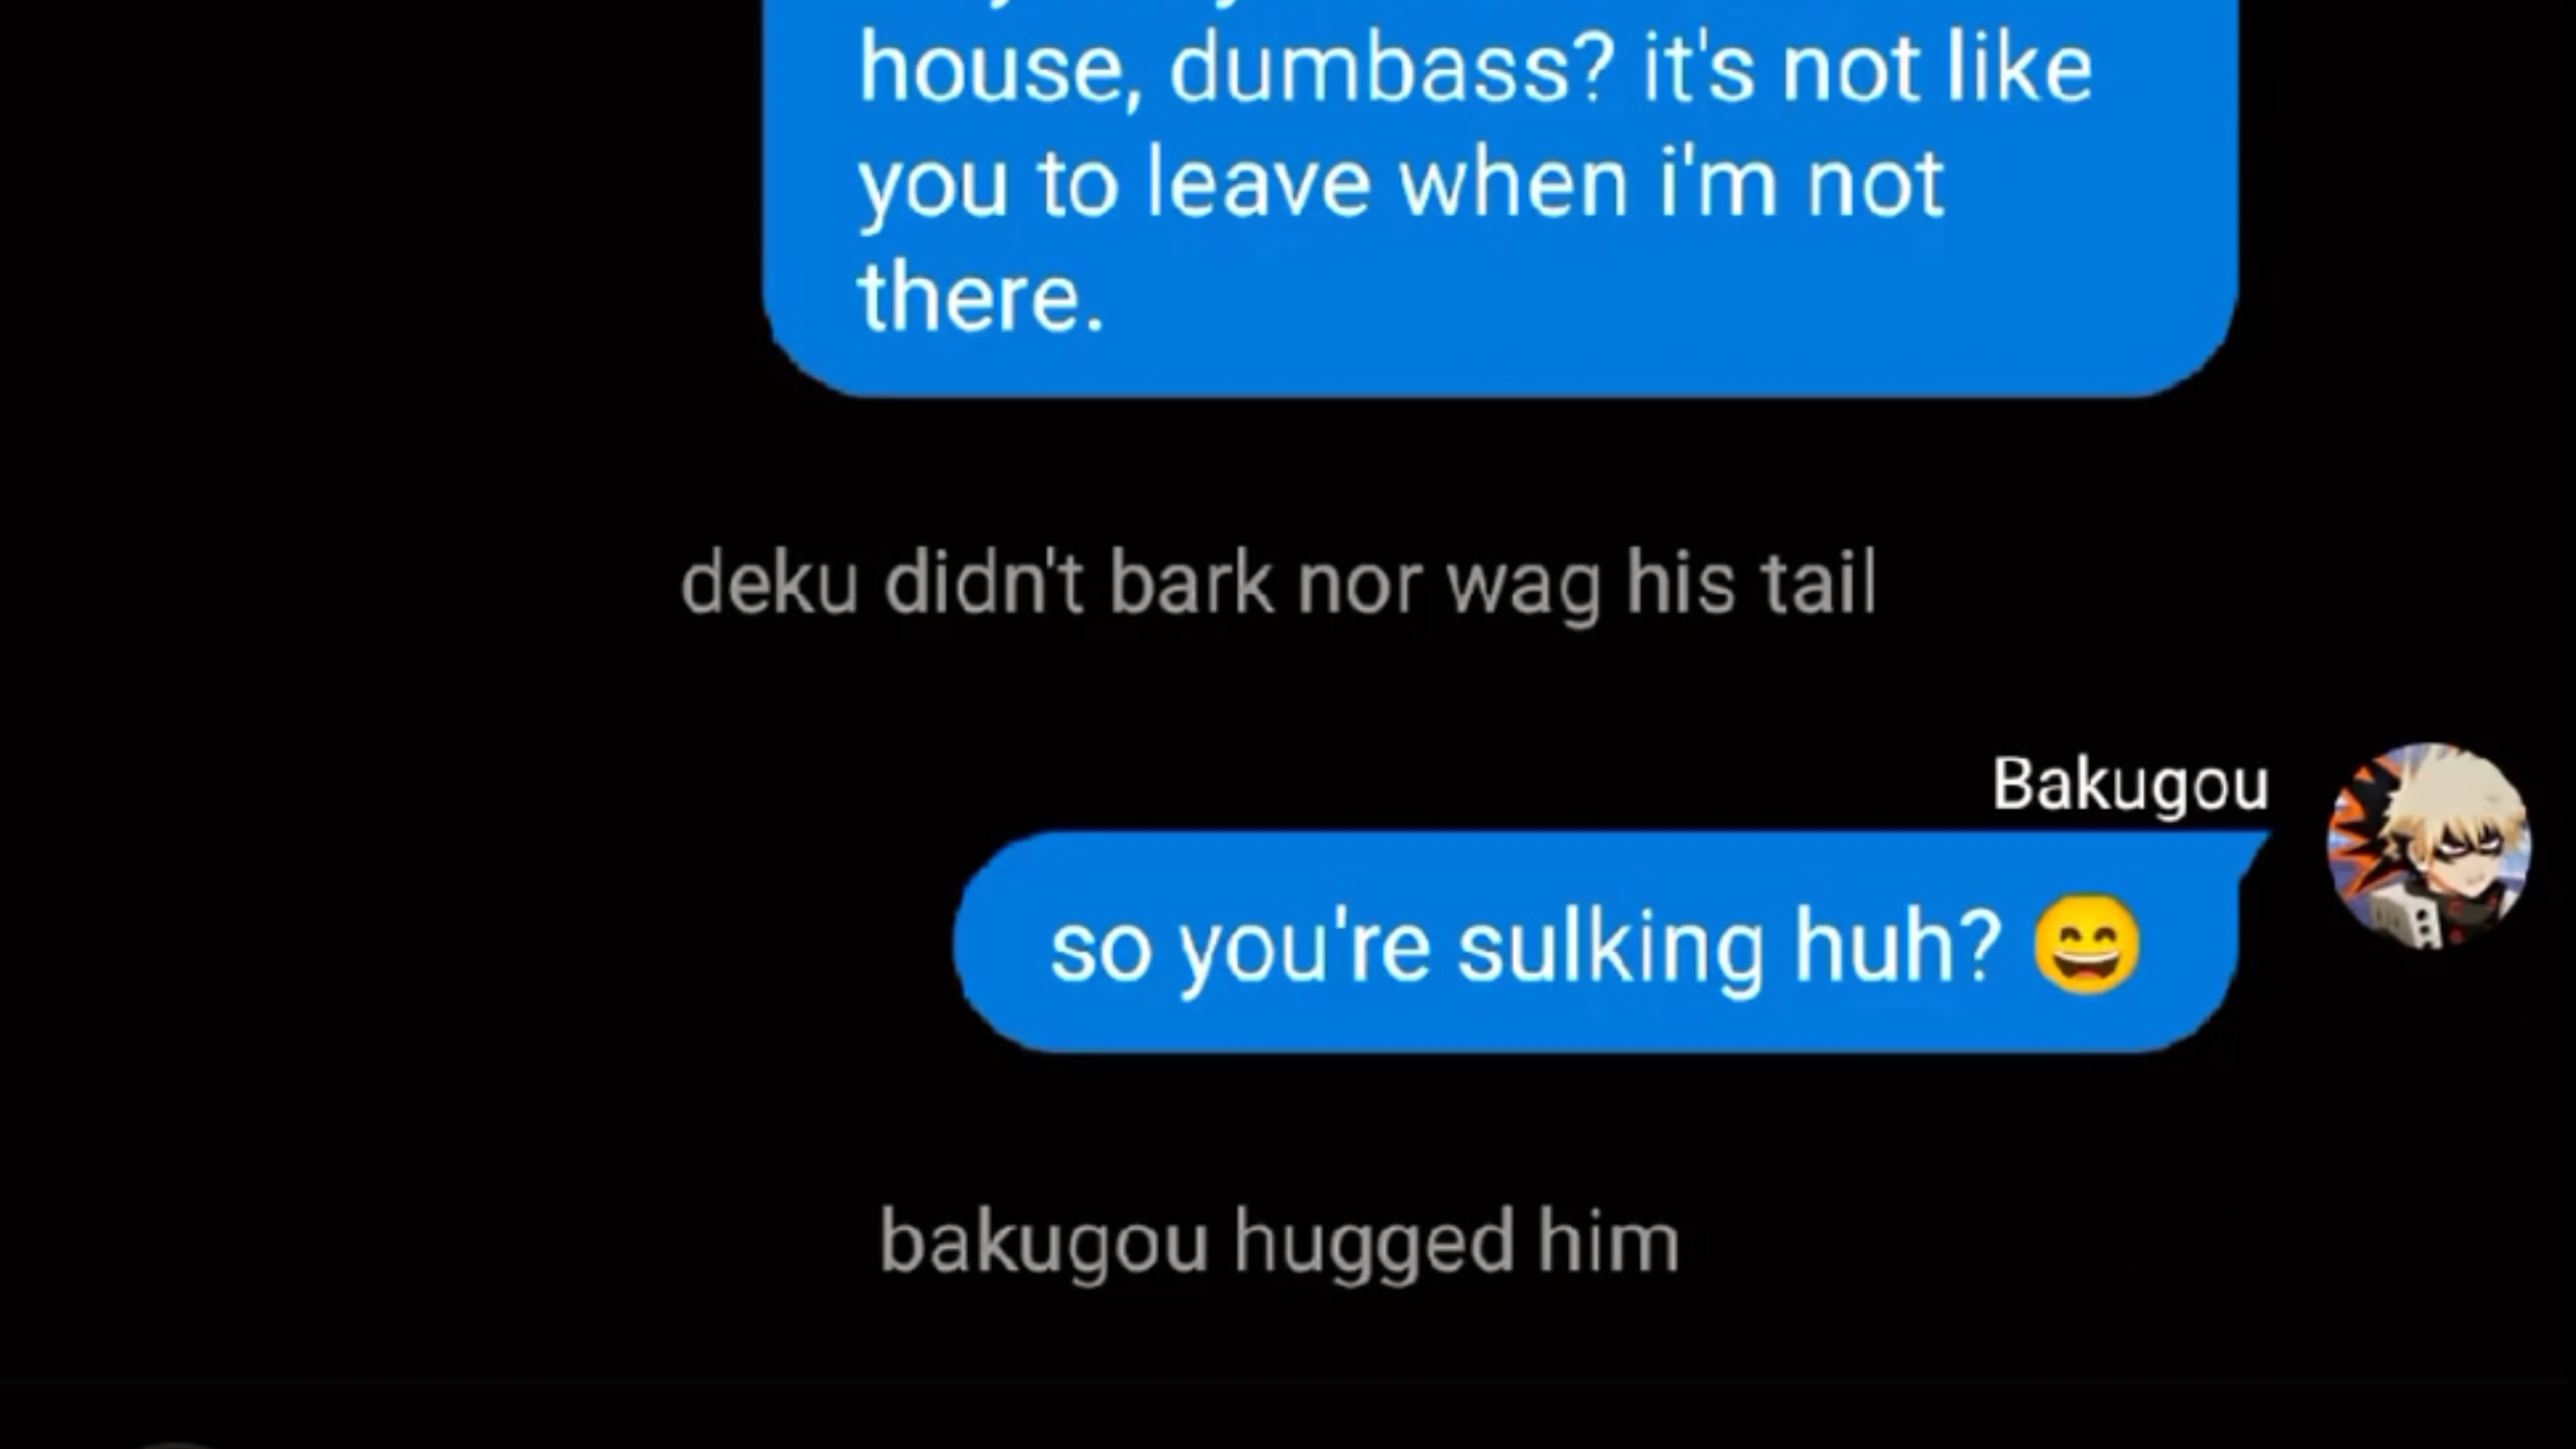 house, dumbass? it's not like
you to leave when i'm not
there.
deku didn't bark nor wag his tail
Bakugou
so you're sulking huh? 😄
bakugou hugged him